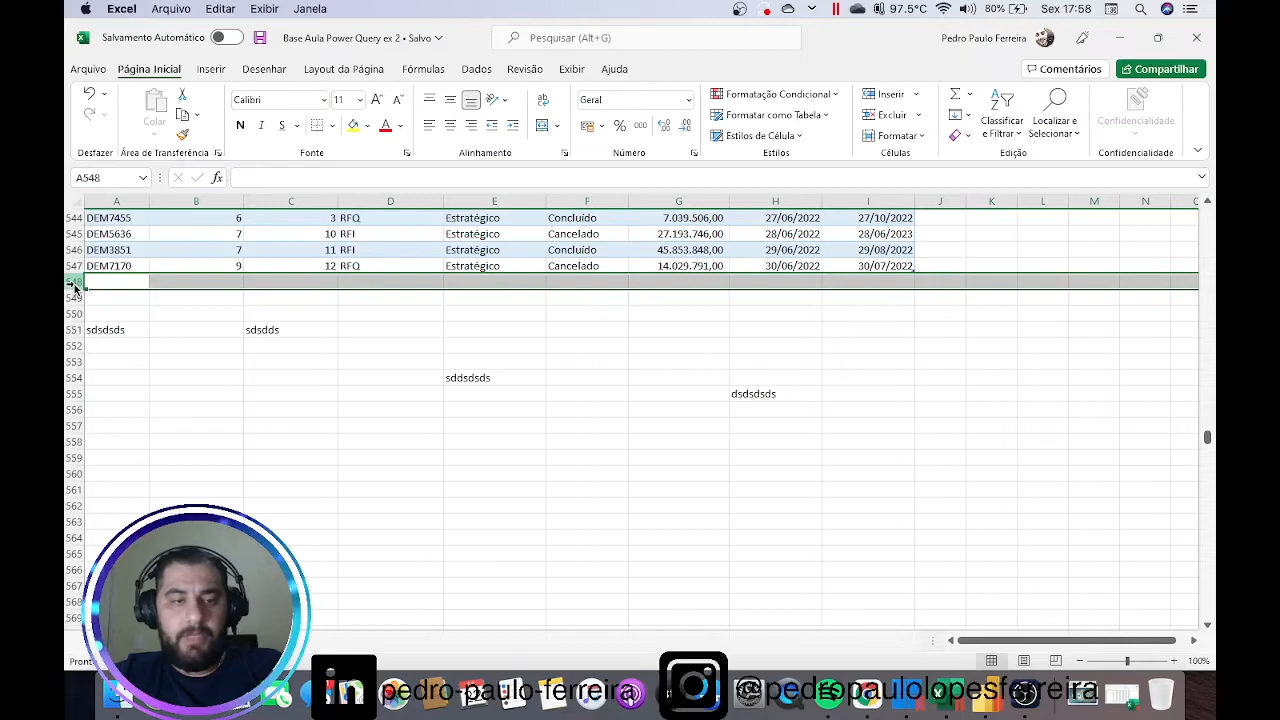 Excel Arquivo Editar Exibir Janela 97.5°C 80% Sex 17:58
Salvamento Automático Base Aula Power Query ex 2 • Salvo Pesquisar (Alt+G) Pedro Paulo Ferreira
Arquivo Página Inicial Inserir Desenhar Layout da Página Fórmulas Dados Revisão Exibir Ajuda Comentários Compartilhar
Colar Calibri 11 Geral Formatação Condicional Inserir
Formatar como Tabela Excluir Classificar e Filtrar Localizar e Selecionar Confidencialidade
N I S % 000 Estilos de Célula Formatar
Desfazer Área de Transferência Fonte Alinhamento Número Estilos Células Edição Confidencialidade
A548 fx
A B C D E F G H I J K L M N
544 DEM7455 6 3 RFQ Estratégico Concluído 7.039.506,00 27/06/2022 27/10/2022
545 DEM5636 7 10 RFI Estratégico Cancelado 27.193.746,00 28/06/2022 28/06/2023
546 DEM3851 7 11 RFI Estratégico Concluído 45.853.848,00 29/06/2022 29/08/2022
547 DEM7170 9 12 RFQ Estratégico Cancelado 14.029.791,00 30/06/2022 30/07/2022
548
549
550
551 sdsdsds sdsdds
552
553
554 sddsdsds
555 dsdsdsds
556
557
558
559
560
561
562
563
564
565
566
567
568
569
100%
in pedro-paulo-ferreira @pedropaulolopesferreira